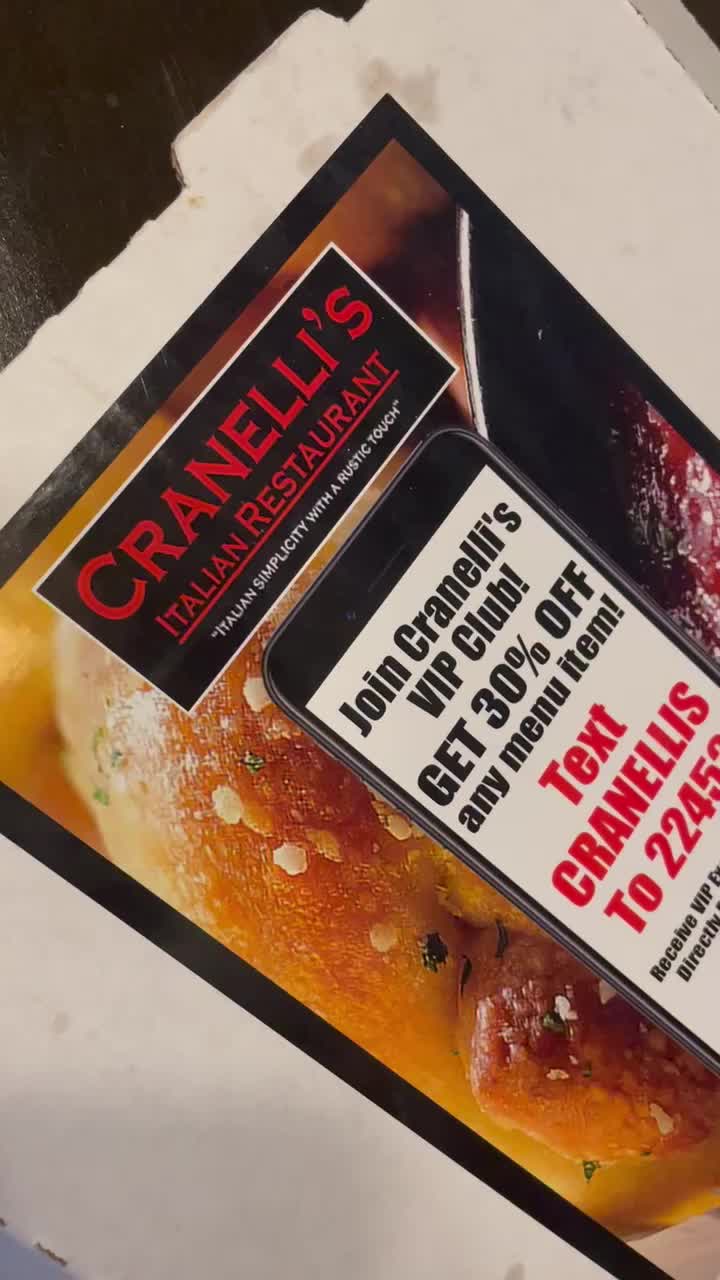 CRANELLI'S
ITALIAN RESTAURANT
"ITALIAN SIMPLICITY WITH A RUSTIC TOUCH"
Join Cranelli's
VIP Club!
GET 30% OFF
any menu item!
Text
CRANELLIS
To 22453
Receive VIP
Directly